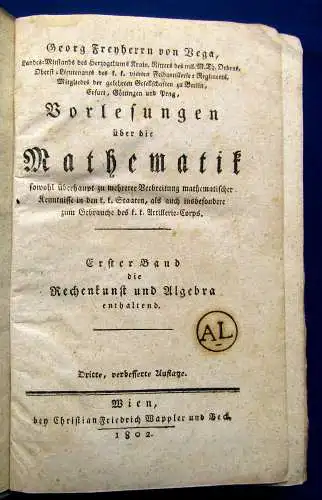 Georg Freyherrn von Vega,
Landes-Mitstands des Herzogthums Krain, Ritters des mil. M. Th. Ordens,
Oberst-Lieutenants des k. k. vierten Feldartillerie-Regiments,
Mitgliedes der gelehrten Gesellschaften zu Berlin,
Erfurt, Göttingen und Prag,
Vorlesungen
über die
Mathematik
sowohl überhaupt zu mehrerer Verbreitung mathematischer
Kenntnisse in den k. k. Staaten, als auch insbesondere
zum Gebrauche des k. k. Artillerie-Corps.
Erster Band
die
Rechenkunst und Algebra
enthaltend.
AL
Dritte, verbesserte Auflage.
Wien,
bey Christian Friedrich Wappler und Beck.
1802.